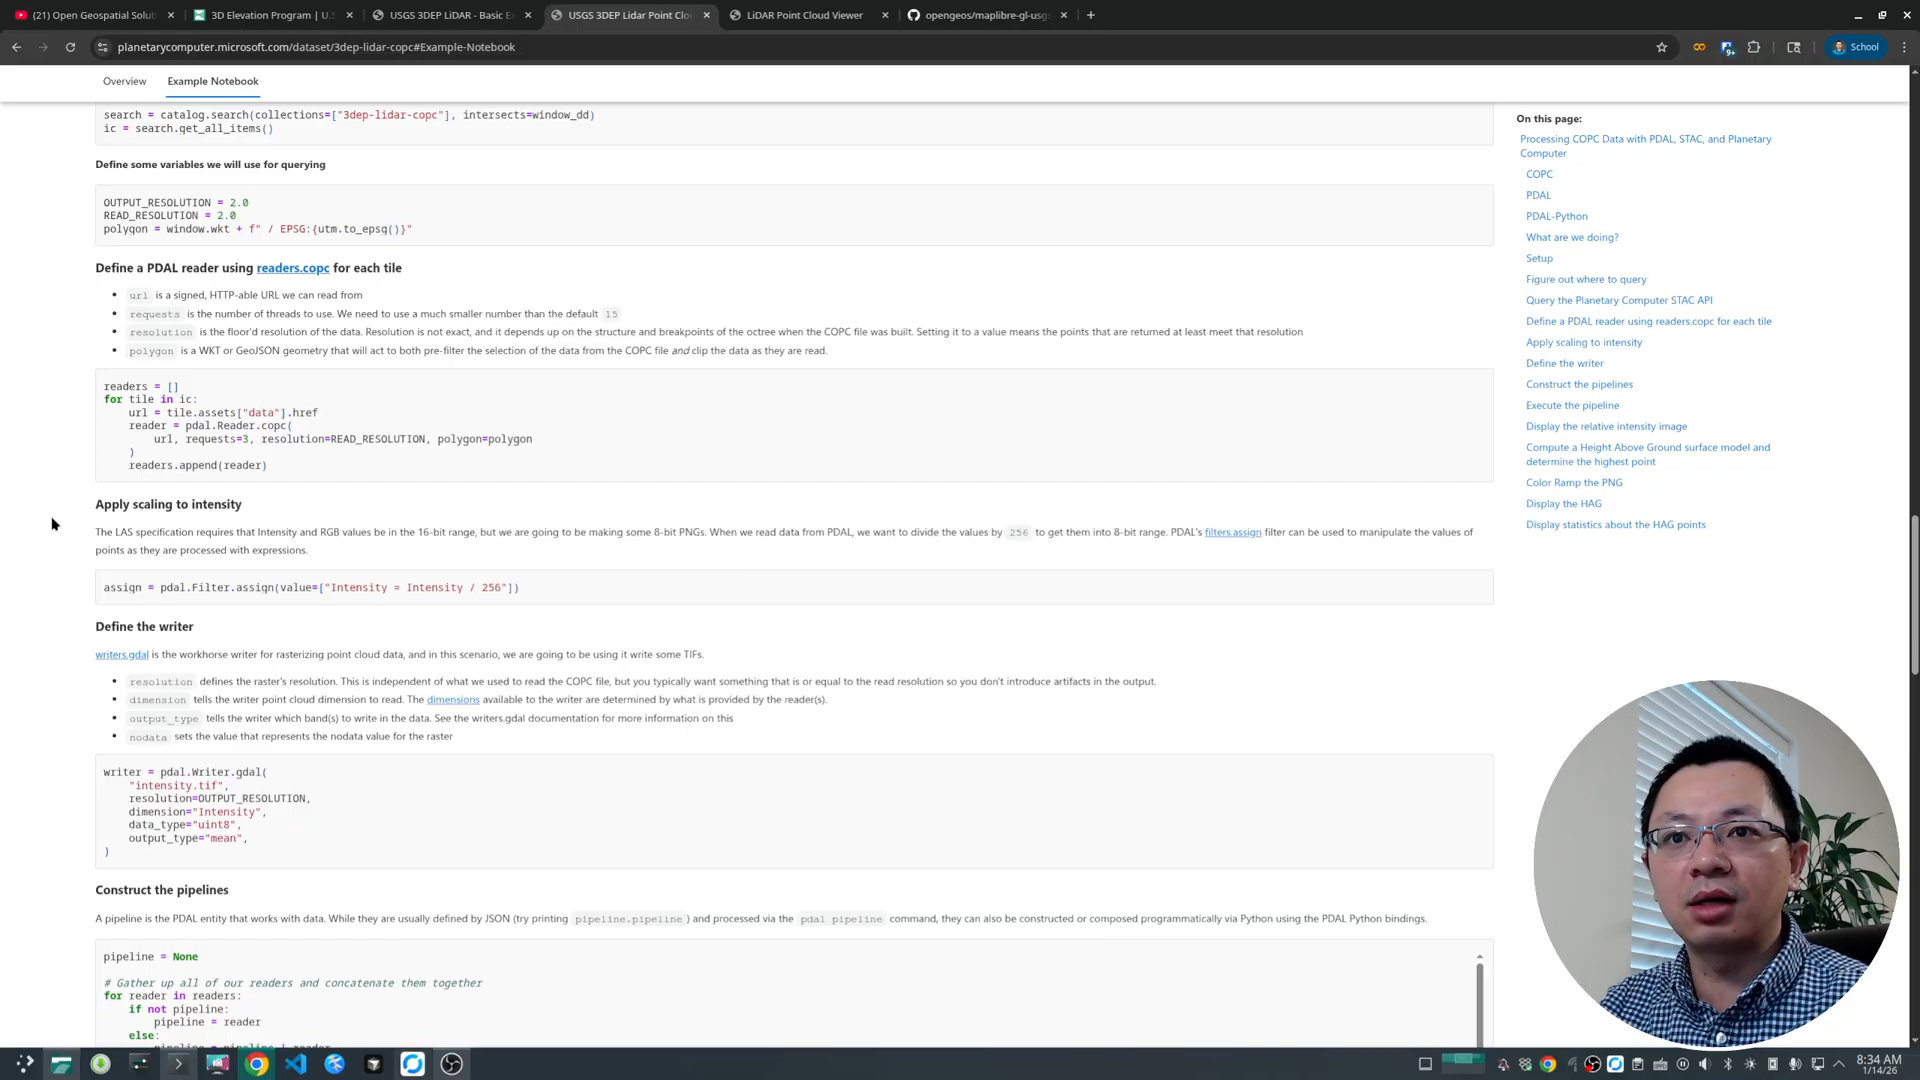 (21) Open Geospatial Solut
3D Elevation Program | U.S
USGS 3DEP LiDAR - Basic E
USGS 3DEP Lidar Point Clo
LiDAR Point Cloud Viewer
opengeos/maplibre-gl-usg
planetarycomputer.microsoft.com/dataset/3dep-lidar-copc#Example-Notebook
School
Overview
Example Notebook
search = catalog.search(collections=["3dep-lidar-copc"], intersects=window_dd)
ic = search.get_all_items()
Define some variables we will use for querying
OUTPUT_RESOLUTION = 2.0
READ_RESOLUTION = 2.0
polygon = window.wkt + f" / EPSG:{utm.to_epsg()}"
Define a PDAL reader using readers.copc for each tile
url is a signed, HTTP-able URL we can read from
requests is the number of threads to use. We need to use a much smaller number than the default 15
resolution is the floor'd resolution of the data. Resolution is not exact, and it depends up on the structure and breakpoints of the octree when the COPC file was built. Setting it to a value means the points that are returned at least meet that resolution
polygon is a WKT or GeoJSON geometry that will act to both pre-filter the selection of the data from the COPC file and clip the data as they are read.
readers = []
for tile in ic:
url = tile.assets["data"].href
reader = pdal.Reader.copc(
url, requests=3, resolution=READ_RESOLUTION, polygon=polygon
)
readers.append(reader)
Apply scaling to intensity
The LAS specification requires that Intensity and RGB values be in the 16-bit range, but we are going to be making some 8-bit PNGs. When we read data from PDAL, we want to divide the values by 256 to get them into 8-bit range. PDAL's filters.assign filter can be used to manipulate the values of
points as they are processed with expressions.
assign = pdal.Filter.assign(value=["Intensity = Intensity / 256"])
Define the writer
writers.gdal is the workhorse writer for rasterizing point cloud data, and in this scenario, we are going to be using it write some TIFs.
resolution defines the raster's resolution. This is independent of what we used to read the COPC file, but you typically want something that is or equal to the read resolution so you don't introduce artifacts in the output.
dimension tells the writer point cloud dimension to read. The dimensions available to the writer are determined by what is provided by the reader(s).
output_type tells the writer which band(s) to write in the data. See the writers.gdal documentation for more information on this
nodata sets the value that represents the nodata value for the raster
writer = pdal.Writer.gdal(
"intensity.tif",
resolution=OUTPUT_RESOLUTION,
dimension="Intensity",
data_type="uint8",
output_type="mean",
)
Construct the pipelines
A pipeline is the PDAL entity that works with data. While they are usually defined by JSON (try printing pipeline.pipeline ) and processed via the pdal pipeline command, they can also be constructed or composed programmatically via Python using the PDAL Python bindings.
pipeline = None
# Gather up all of our readers and concatenate them together
for reader in readers:
if not pipeline:
pipeline = reader
else:
On this page:
Processing COPC Data with PDAL, STAC, and Planetary
Computer
COPC
PDAL
PDAL-Python
What are we doing?
Setup
Figure out where to query
Query the Planetary Computer STAC API
Define a PDAL reader using readers.copc for each tile
Apply scaling to intensity
Define the writer
Construct the pipelines
Execute the pipeline
Display the relative intensity image
Compute a Height Above Ground surface model and
determine the highest point
Color Ramp the PNG
Display the HAG
Display statistics about the HAG points
8:34 AM
1/14/26